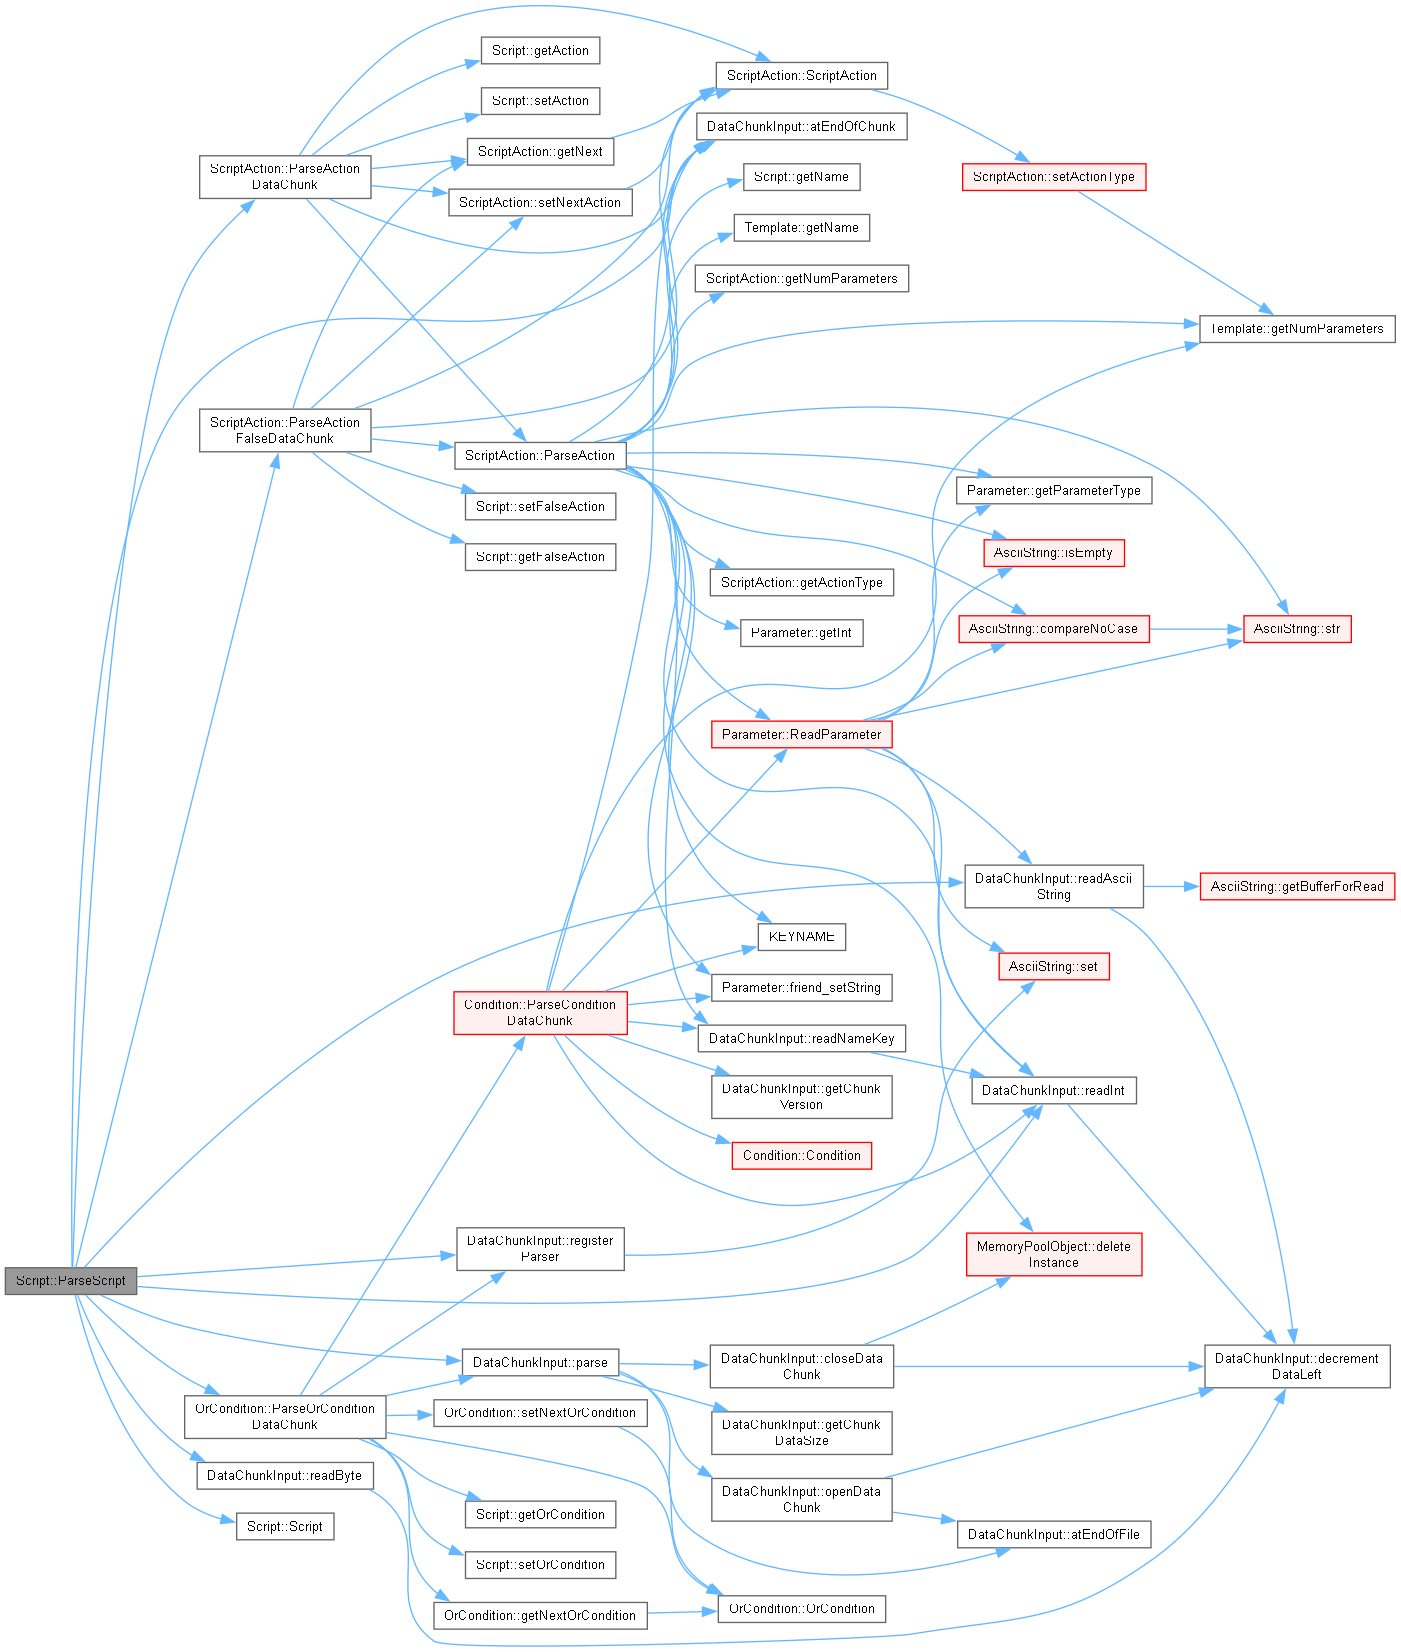 Script::getAction
ScriptAction::ScriptAction
Script::setAction
DataChunkInput::atEndOfChunk
ScriptAction::getNext
ScriptAction::ParseAction
DataChunk
Script::getName
ScriptAction::setActionType
ScriptAction::setNextAction
Template::getName
ScriptAction::getNumParameters
Template::getNumParameters
ScriptAction::ParseAction
FalseDataChunk
ScriptAction::ParseAction
Parameter::getParameterType
Script::setFalseAction
Script::getFalseAction
AsciiString::isEmpty
ScriptAction::getActionType
Parameter::getInt
AsciiString::compareNoCase
AsciiString::str
Parameter::ReadParameter
DataChunkInput::readAscii
String
AsciiString::getBufferForRead
KEYNAME
AsciiString::set
Parameter::friend_setString
Condition::ParseCondition
DataChunk
DataChunkInput::readNameKey
DataChunkInput::getChunk
Version
DataChunkInput::readInt
Condition::Condition
DataChunkInput::register
Parser
MemoryPoolObject::delete
Instance
Script::ParseScript
DataChunkInput::parse
DataChunkInput::closeData
Chunk
DataChunkInput::decrement
DataLeft
OrCondition::ParseOrCondition
DataChunk
OrCondition::setNextOrCondition
DataChunkInput::getChunk
DataSize
DataChunkInput::readByte
DataChunkInput::openData
Chunk
Script::getOrCondition
Script::Script
DataChunkInput::atEndOfFile
Script::setOrCondition
OrCondition::getNextOrCondition
OrCondition::OrCondition